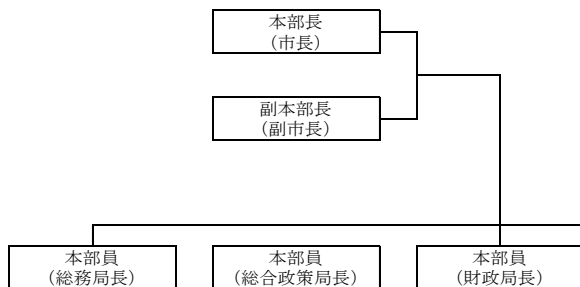 本部長
(市長)
副本部長
(副市長)
本部員
(総務局長)
本部員
(総合政策局長)
本部員
(財政局長)